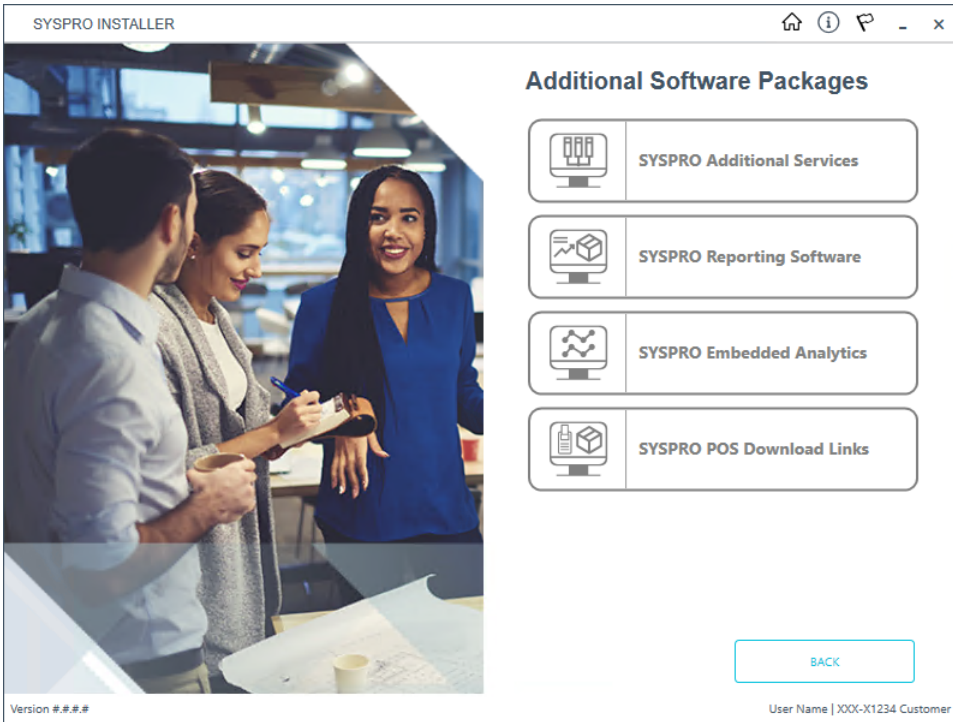 SYSPRO INSTALLER
Additional Software Packages
SYSPRO Additional Services
SYSPRO Reporting Software
SYSPRO Embedded Analytics
SYSPRO POS Download Links
BACK
Version #.#.#.#
User Name | XXX-X1234 Customer